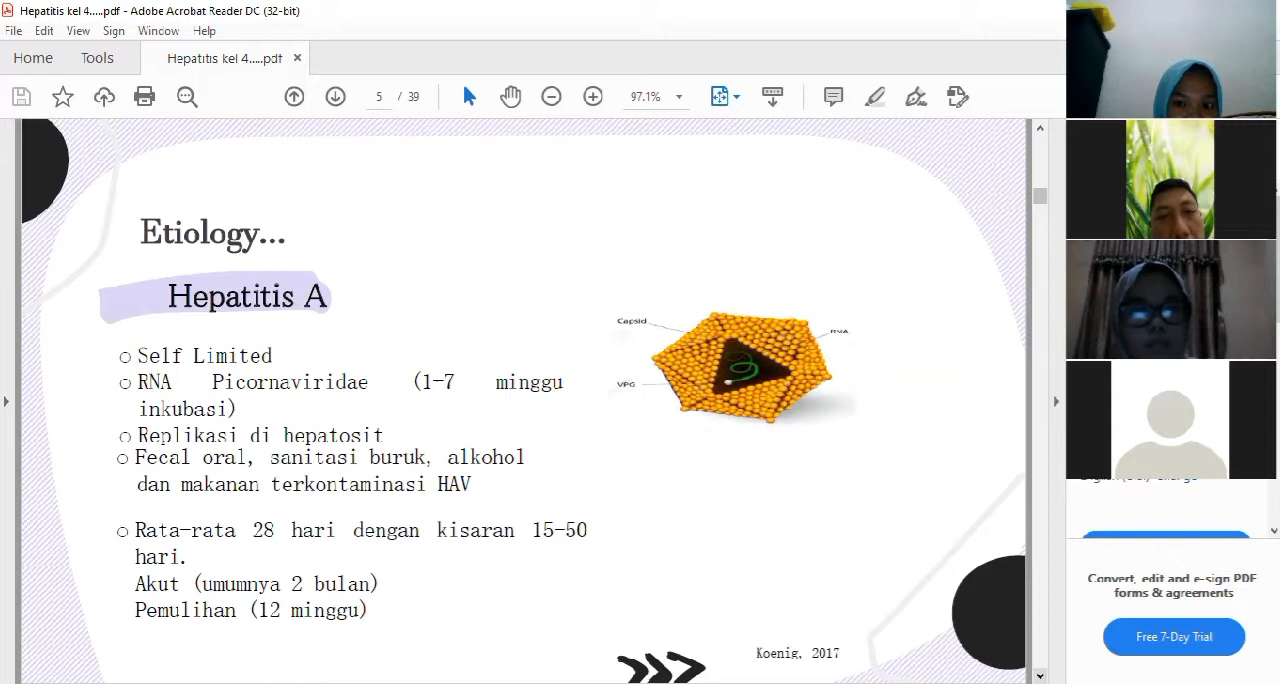 Hepatitis kel 4.....pdf - Adobe Acrobat Reader DC (32-bit)
File Edit View Sign Window Help
Home Tools Hepatitis kel 4.....pdf ×
5 / 39 97.1%
Etiology...
Hepatitis A
Self Limited
RNA Picornaviridae (1-7 minggu
inkubasi)
Replikasi di hepatosit
Fecal oral, sanitasi buruk, alkohol
dan makanan terkontaminasi HAV
Rata-rata 28 hari dengan kisaran 15-50
hari.
Akut (umumnya 2 bulan)
Pemulihan (12 minggu)
Capsid
RNA
VPG
Koenig, 2017
Convert, edit and e-sign PDF
forms & agreements
Free 7-Day Trial